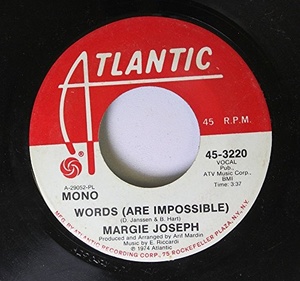 ATLANTIC
45 R.P.M.
A-29052-PL
MONO
45-3220
VOCAL
Pub.,
ATV Music Corp.,
BMI
Time: 3:37
WORDS (ARE IMPOSSIBLE)
(D. Janssen & B. Hart)
MARGIE JOSEPH
Produced and Arranged by Arif Mardin
Music by E. Riccardi
℗ 1974 Atlantic
ATLANTIC RECORDING CORP., 75 ROCKEFELLER PLAZA, N.Y., N.Y.